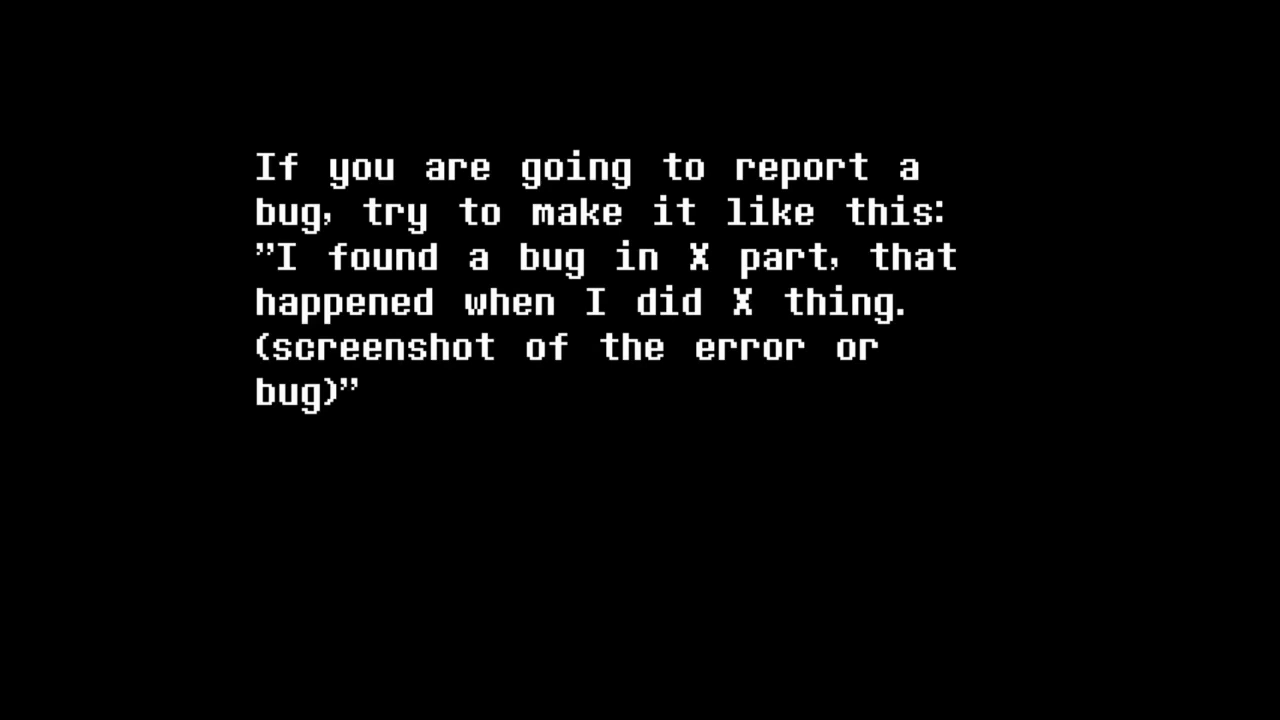 If you are going to report a
bug, try to make it like this:
”I found a bug in X part, that
happened when I did X thing.
(screenshot of the error or
bug)”